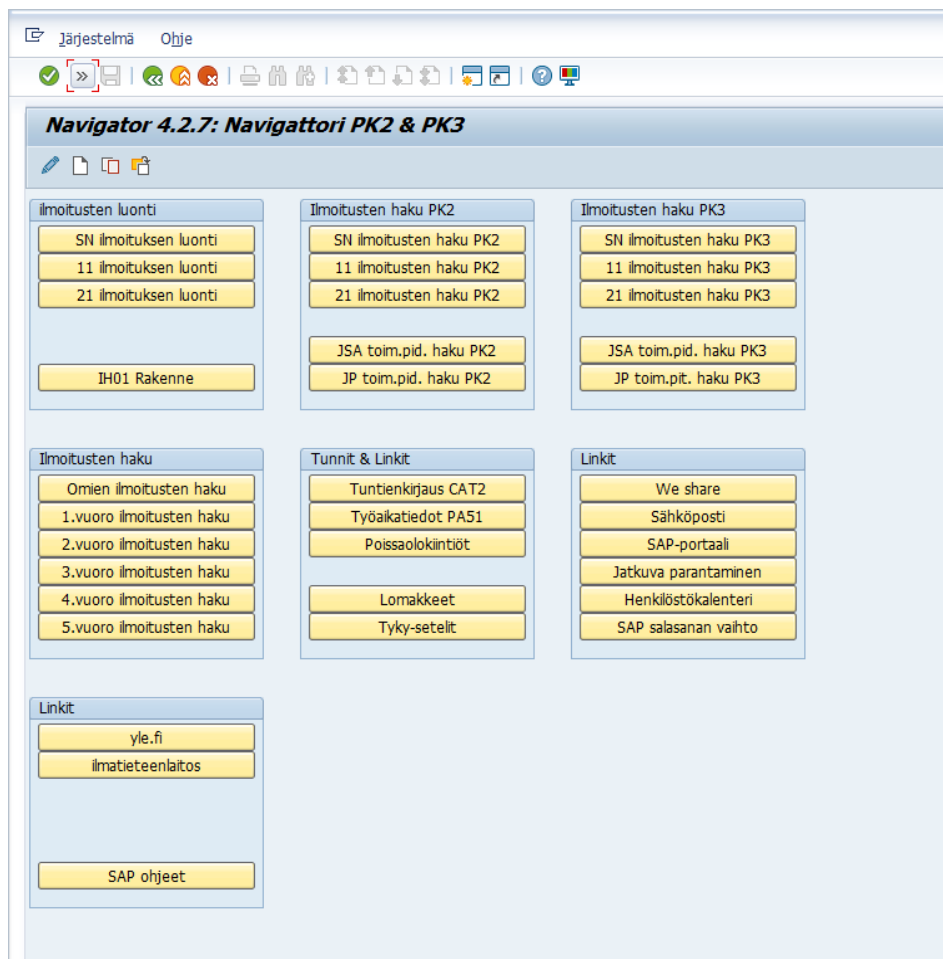 Järjestelmä Ohje
Navigator 4.2.7: Navigattori PK2 & PK3
ilmoitusten luonti
SN ilmoituksen luonti
11 ilmoituksen luonti
21 ilmoituksen luonti
IH01 Rakenne
Ilmoitusten haku PK2
SN ilmoitusten haku PK2
11 ilmoitusten haku PK2
21 ilmoitusten haku PK2
JSA toim.pid. haku PK2
JP toim.pid. haku PK2
Ilmoitusten haku PK3
SN ilmoitusten haku PK3
11 ilmoitusten haku PK3
21 ilmoitusten haku PK3
JSA toim.pid. haku PK3
JP toim.pit. haku PK3
Ilmoitusten haku
Omien ilmoitusten haku
1.vuoro ilmoitusten haku
2.vuoro ilmoitusten haku
3.vuoro ilmoitusten haku
4.vuoro ilmoitusten haku
5.vuoro ilmoitusten haku
Tunnit & Linkit
Tuntienkirjaus CAT2
Työaikatiedot PA51
Poissaolokiintiöt
Lomakkeet
Tyky-setelit
Linkit
We share
Sähköposti
SAP-portaali
Jatkuva parantaminen
Henkilöstökalenteri
SAP salasanan vaihto
Linkit
yle.fi
ilmatieteenlaitos
SAP ohjeet